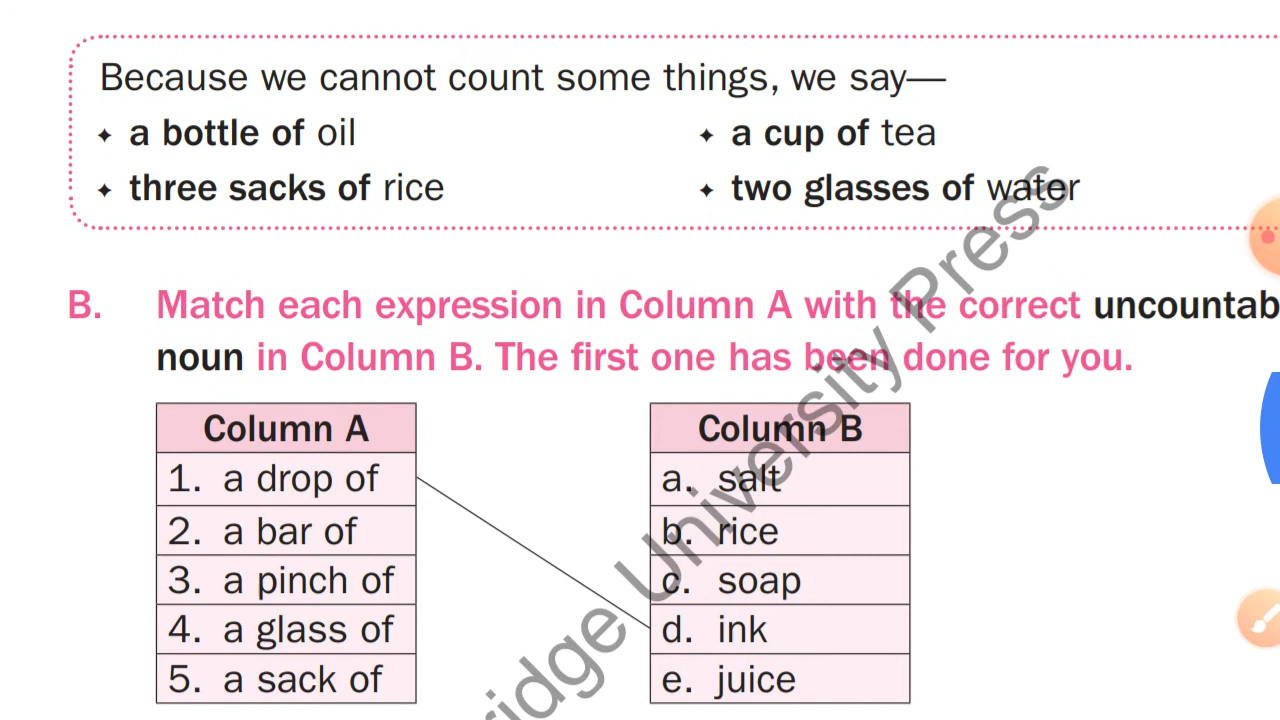 Because we cannot count some things, we say—
✦ a bottle of oil
✦ a cup of tea
✦ three sacks of rice
✦ two glasses of water
B. Match each expression in Column A with the correct uncountab
noun in Column B. The first one has been done for you.
Column A
1. a drop of
2. a bar of
3. a pinch of
4. a glass of
5. a sack of
Column B
a. salt
b. rice
c. soap
d. ink
e. juice
ridge University Press